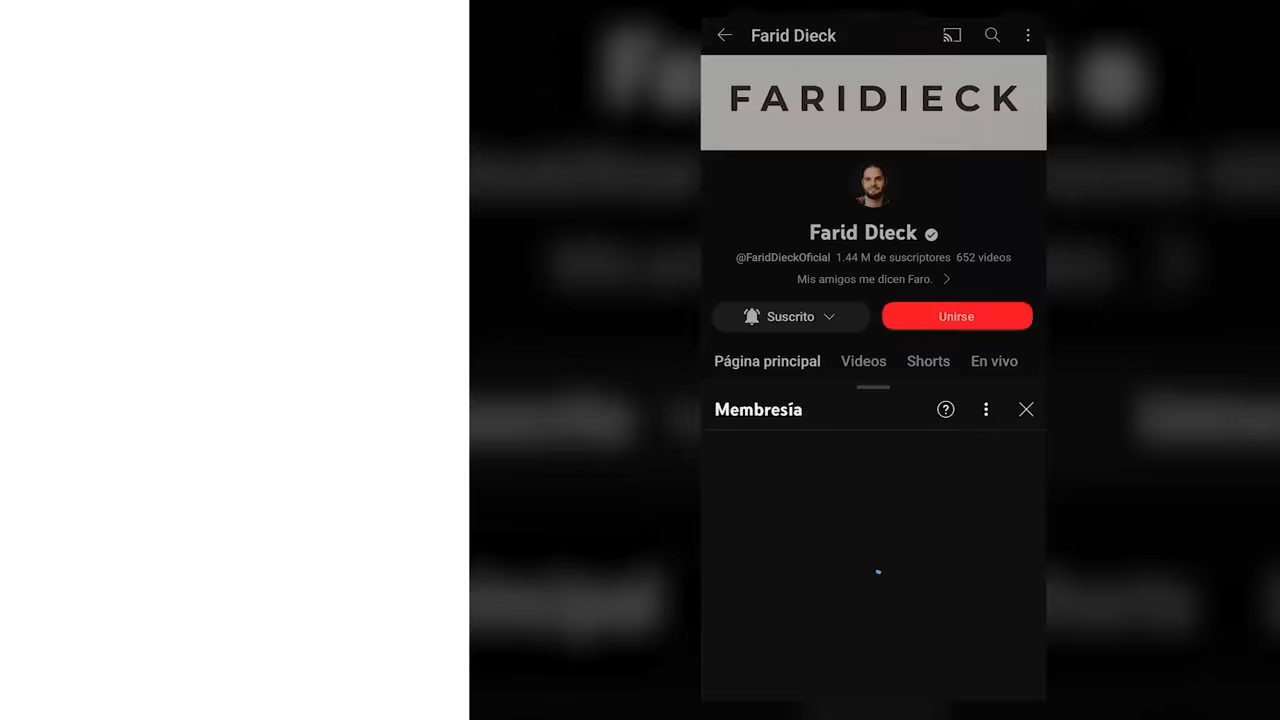 Farid Dieck
FARIDIECK
Farid Dieck
@FaridDieckOficial 1.44 M de suscriptores 652 videos
Mis amigos me dicen Faro.
Suscrito
Unirse
Página principal Videos Shorts En vivo
Membresía